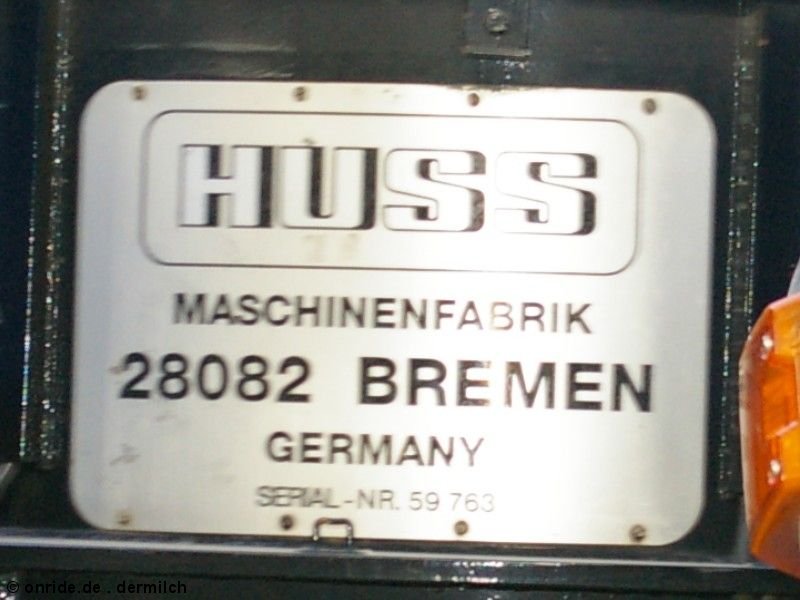 HUSS
MASCHINENFABRIK
28082 BREMEN
GERMANY
SERIAL-NR. 59 763
© onride.de . dermilch